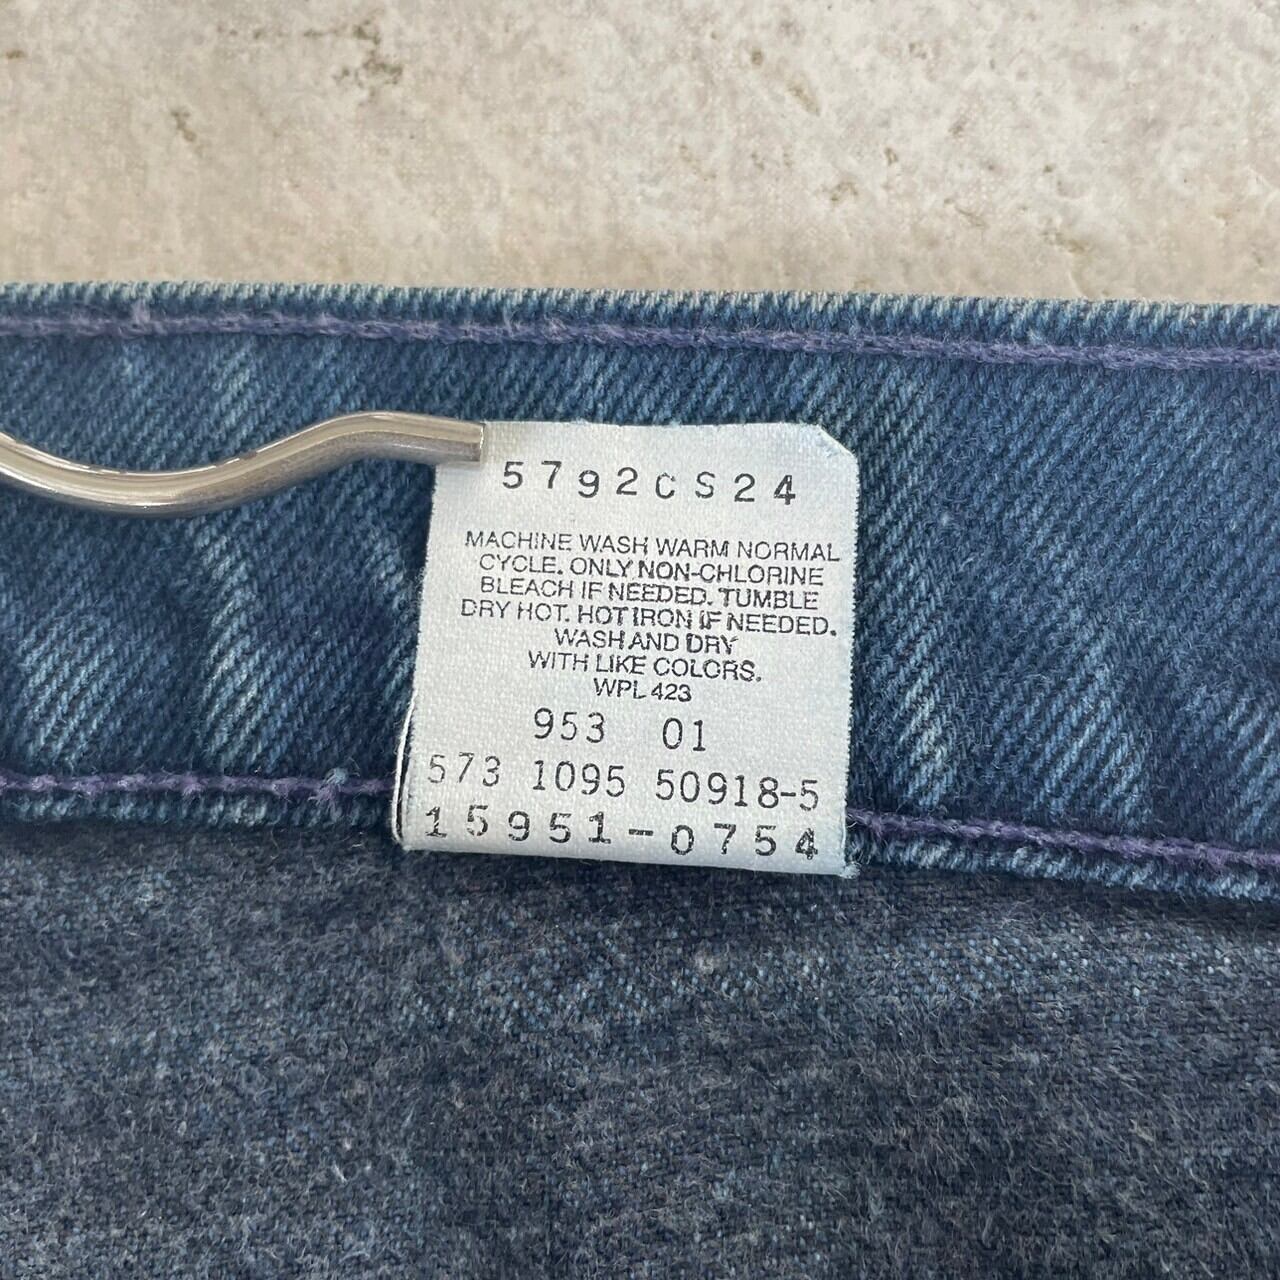 5792CS24
MACHINE WASH WARM NORMAL
CYCLE. ONLY NON-CHLORINE
BLEACH IF NEEDED. TUMBLE
DRY HOT. HOT IRON IF NEEDED.
WASH AND DRY
WITH LIKE COLORS.
WPL 423
953 01
573 1095 50918-5
15951-0754